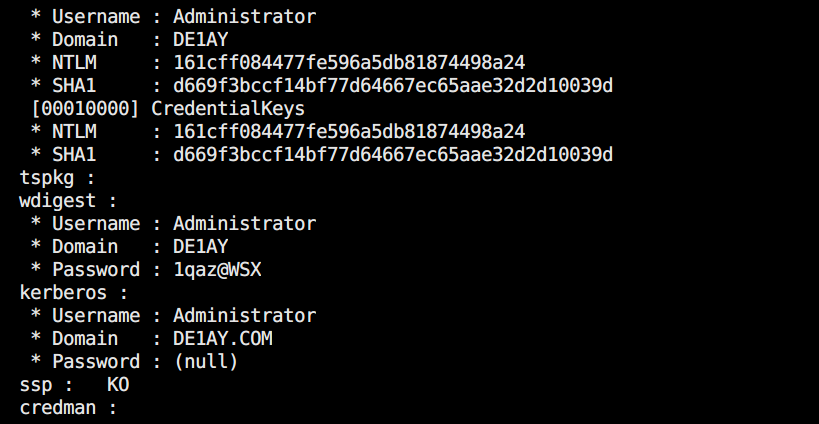 * Username : Administrator
* Domain   : DE1AY
* NTLM     : 161cff084477fe596a5db81874498a24
* SHA1     : d669f3bccf14bf77d64667ec65aae32d2d10039d
[00010000] CredentialKeys
* NTLM     : 161cff084477fe596a5db81874498a24
* SHA1     : d669f3bccf14bf77d64667ec65aae32d2d10039d
tspkg :
wdigest :
* Username : Administrator
* Domain   : DE1AY
* Password : 1qaz@WSX
kerberos :
* Username : Administrator
* Domain   : DE1AY.COM
* Password : (null)
ssp :   KO
credman :